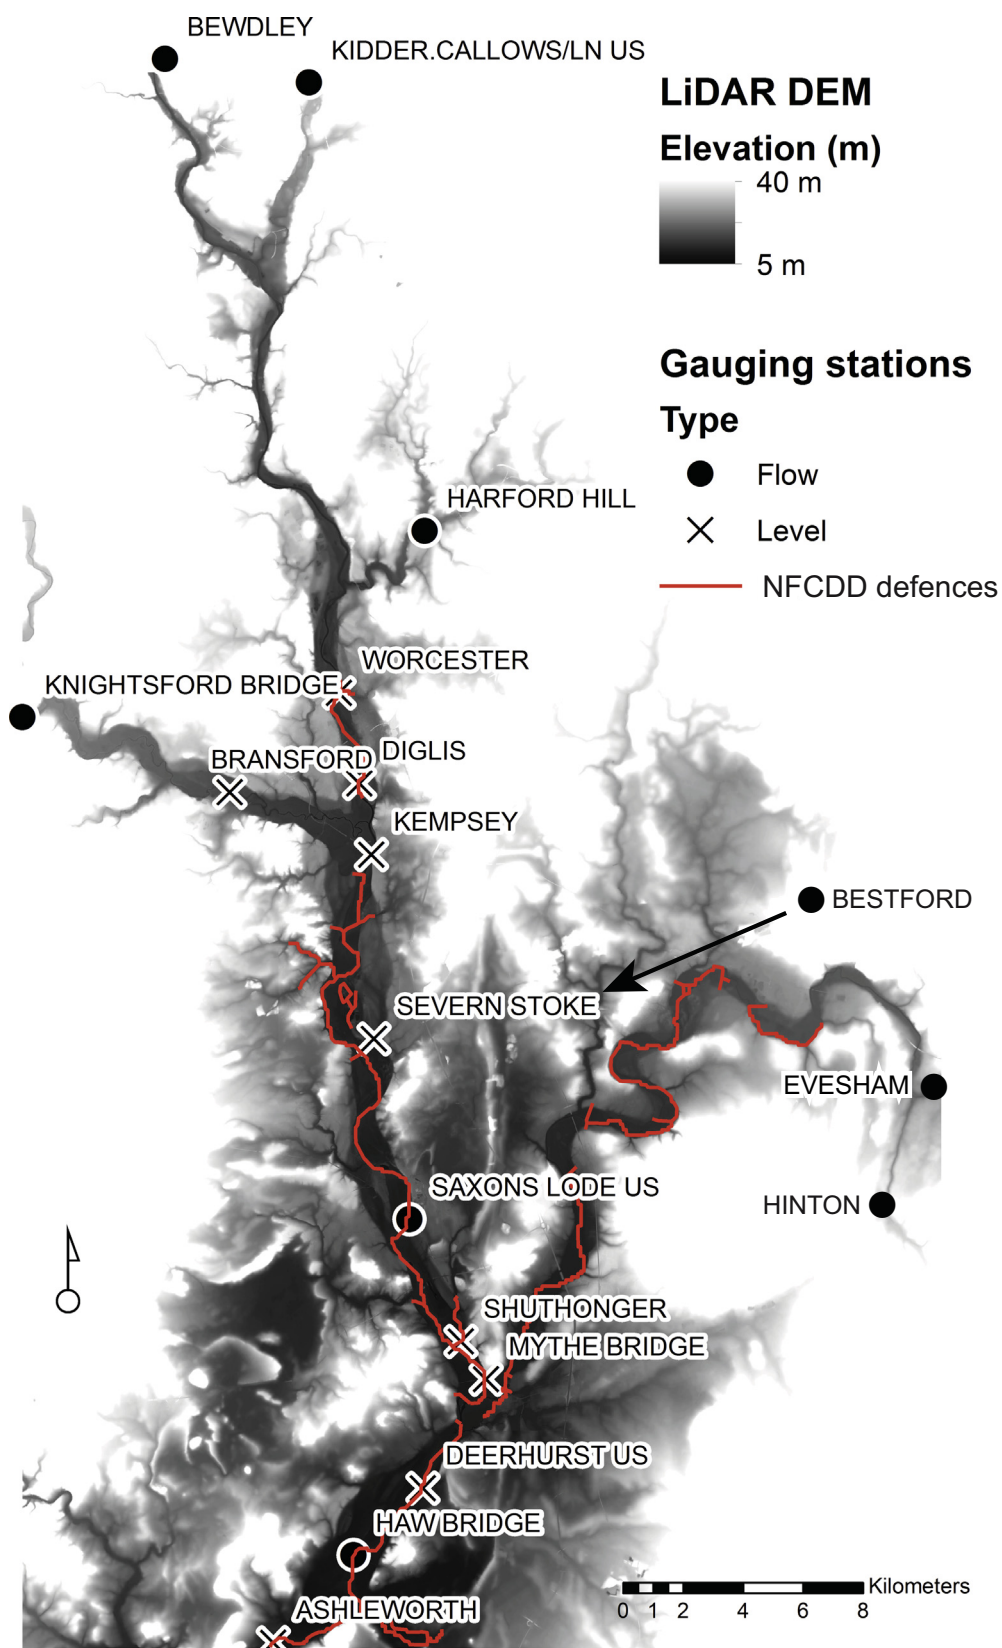 BEWDLEY
KIDDER.CALLOWS/LN US
LiDAR DEM
Elevation (m)
40 m
5 m
Gauging stations
Type
Flow
Level
NFCDD defences
HARFORD HILL
WORCESTER
KNIGHTSFORD BRIDGE
DIGLIS
BRANSFORD
KEMPSEY
BESTFORD
SEVERN STOKE
EVESHAM
SAXONS LODE US
HINTON
SHUTHONGER
MYTHE BRIDGE
DEERHURST US
HAW BRIDGE
Kilometers
0 1 2 4 6 8
ASHLEWORTH